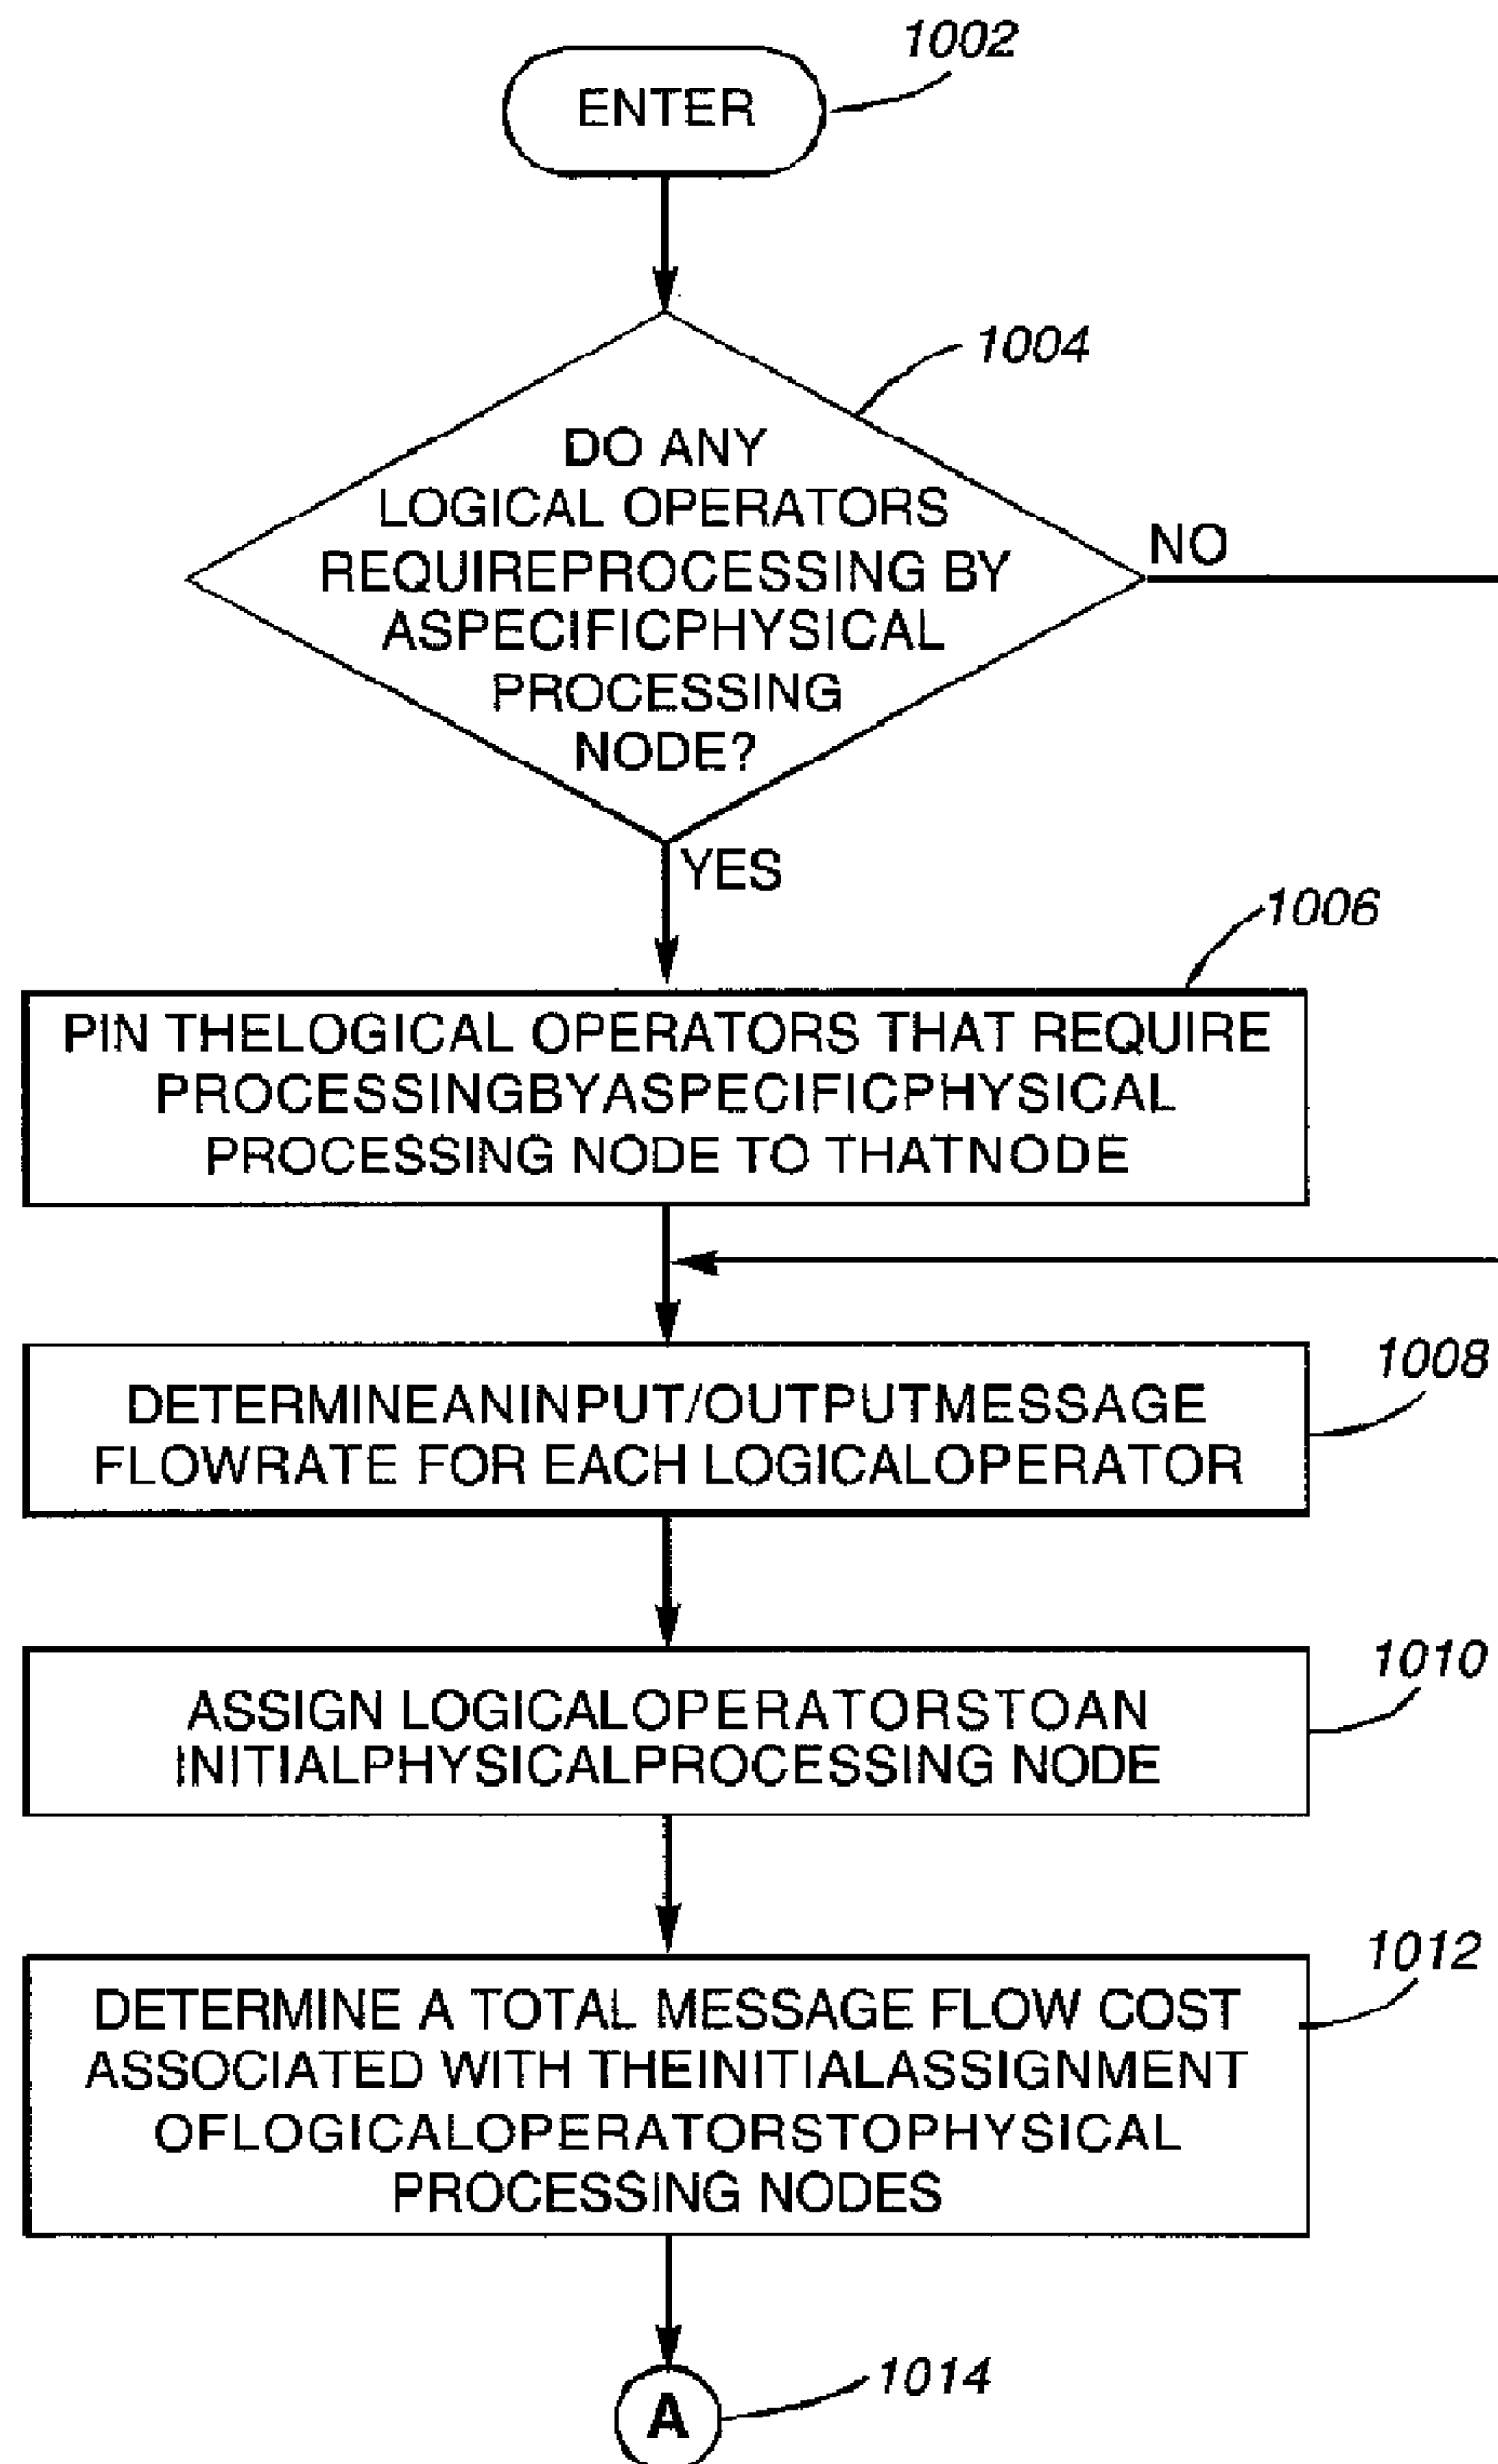 1002
ENTER
1004
DO ANY
LOGICAL OPERATORS
REQUIREPROCESSING BY
ASPECIFICPHYSICAL
PROCESSING
NODE?
NO
YES
1006
PIN THELOGICAL OPERATORS THAT REQUIRE
PROCESSINGBYASPECIFICPHYSICAL
PROCESSING NODE TO THATNODE
1008
DETERMINEANINPUT/OUTPUTMESSAGE
FLOWRATE FOR EACH LOGICALOPERATOR
1010
ASSIGN LOGICALOPERATORSTOAN
INITIALPHYSICALPROCESSING NODE
1012
DETERMINE A TOTAL MESSAGE FLOW COST
ASSOCIATED WITH THEINITIALASSIGNMENT
OFLOGICALOPERATORSTOPHYSICAL
PROCESSING NODES
A
1014